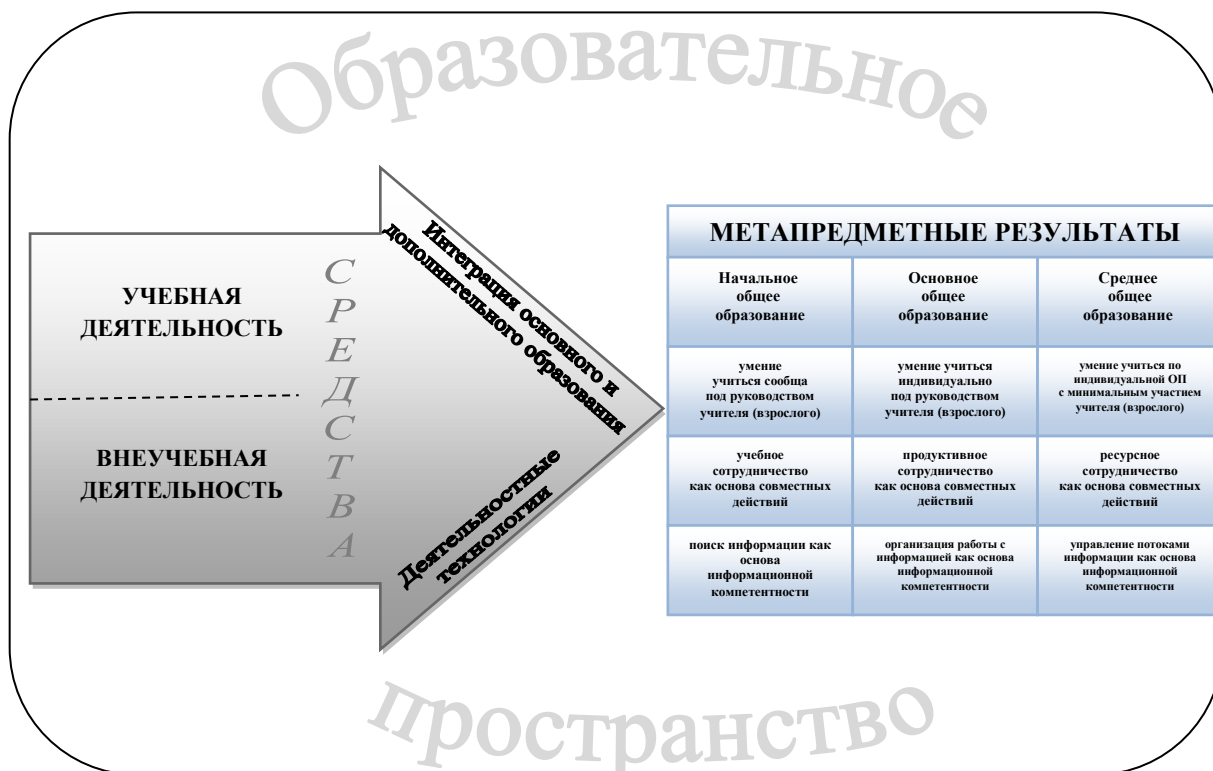 Образовательное
УЧЕБНАЯ
ДЕЯТЕЛЬНОСТЬ
ВНЕУЧЕБНАЯ
ДЕЯТЕЛЬНОСТЬ
СРЕДСТВА
Интеграция основного и
дополнительного образования
Деятельностные
технологии
МЕТАПРЕДМЕТНЫЕ РЕЗУЛЬТАТЫ
Начальное
общее
образование
Основное
общее
образование
Среднее
общее
образование
умение
учиться сообща
под руководством
учителя (взрослого)
умение учиться
индивидуально
под руководством
учителя (взрослого)
умение учиться по
индивидуальной ОП
с минимальным участием
учителя (взрослого)
учебное
сотрудничество
как основа совместных
действий
продуктивное
сотрудничество
как основа совместных
действий
ресурсное
сотрудничество
как основа совместных
действий
поиск информации как
основа
информационной
компетентности
организация работы с
информацией как основа
информационной
компетентности
управление потоками
информации как основа
информационной
компетентности
пространство